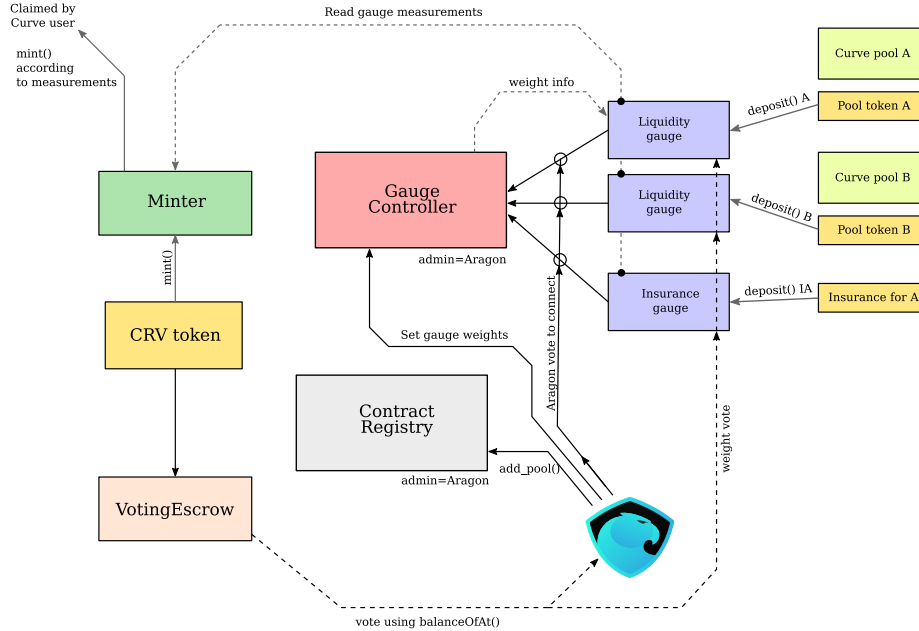 Claimed by
Curve user
Read gauge measurements
mint()
according
to measurements
weight info
Curve pool A
deposit() A
Pool token A
Liquidity
gauge
Minter
Gauge
Controller
Curve pool B
Liquidity
gauge
deposit() B
Pool token B
admin=Aragon
mint()
Insurance
gauge
deposit() IA
Insurance for A
CRV token
Set gauge weights
Aragon vote to connect
Contract
Registry
weight vote
add_pool()
admin=Aragon
VotingEscrow
vote using balanceOfAt()